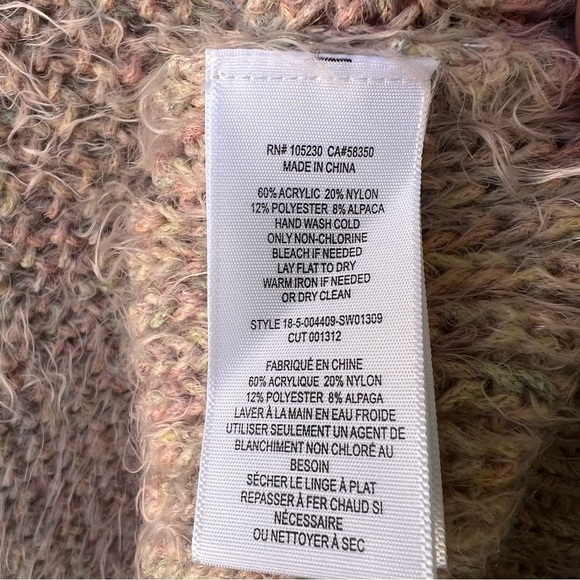 RN# 105230 CA#58350
MADE IN CHINA
60% ACRYLIC 20% NYLON
12% POLYESTER 8% ALPACA
HAND WASH COLD
ONLY NON-CHLORINE
BLEACH IF NEEDED
LAY FLAT TO DRY
WARM IRON IF NEEDED
OR DRY CLEAN
STYLE 18-5-004409-SW01309
CUT 001312
FABRIQUÉ EN CHINE
60% ACRYLIQUE 20% NYLON
12% POLYESTER 8% ALPAGA
LAVER À LA MAIN EN EAU FROIDE
UTILISER SEULEMENT UN AGENT DE
BLANCHIMENT NON CHLORÉ AU
BESOIN
SÉCHER LE LINGE À PLAT
REPASSER À FER CHAUD SI
NÉCESSAIRE
OU NETTOYER À SEC